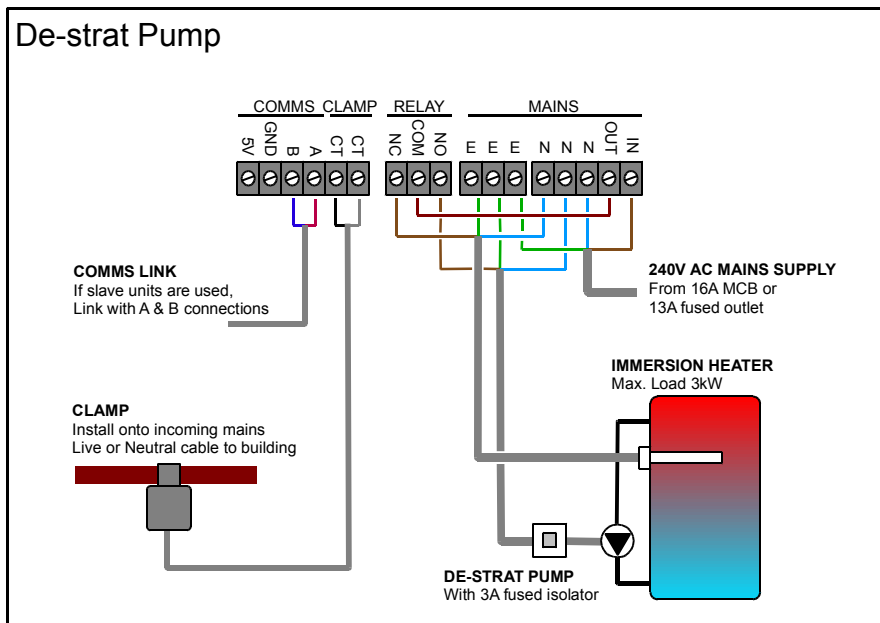 De-strat Pump
COMMS CLAMP RELAY MAINS
5V GND B A CT CT NC COM NO E E E N N N OUT IN
COMMS LINK
If slave units are used,
Link with A & B connections
240V AC MAINS SUPPLY
From 16A MCB or
13A fused outlet
IMMERSION HEATER
Max. Load 3kW
CLAMP
Install onto incoming mains
Live or Neutral cable to building
DE-STRAT PUMP
With 3A fused isolator